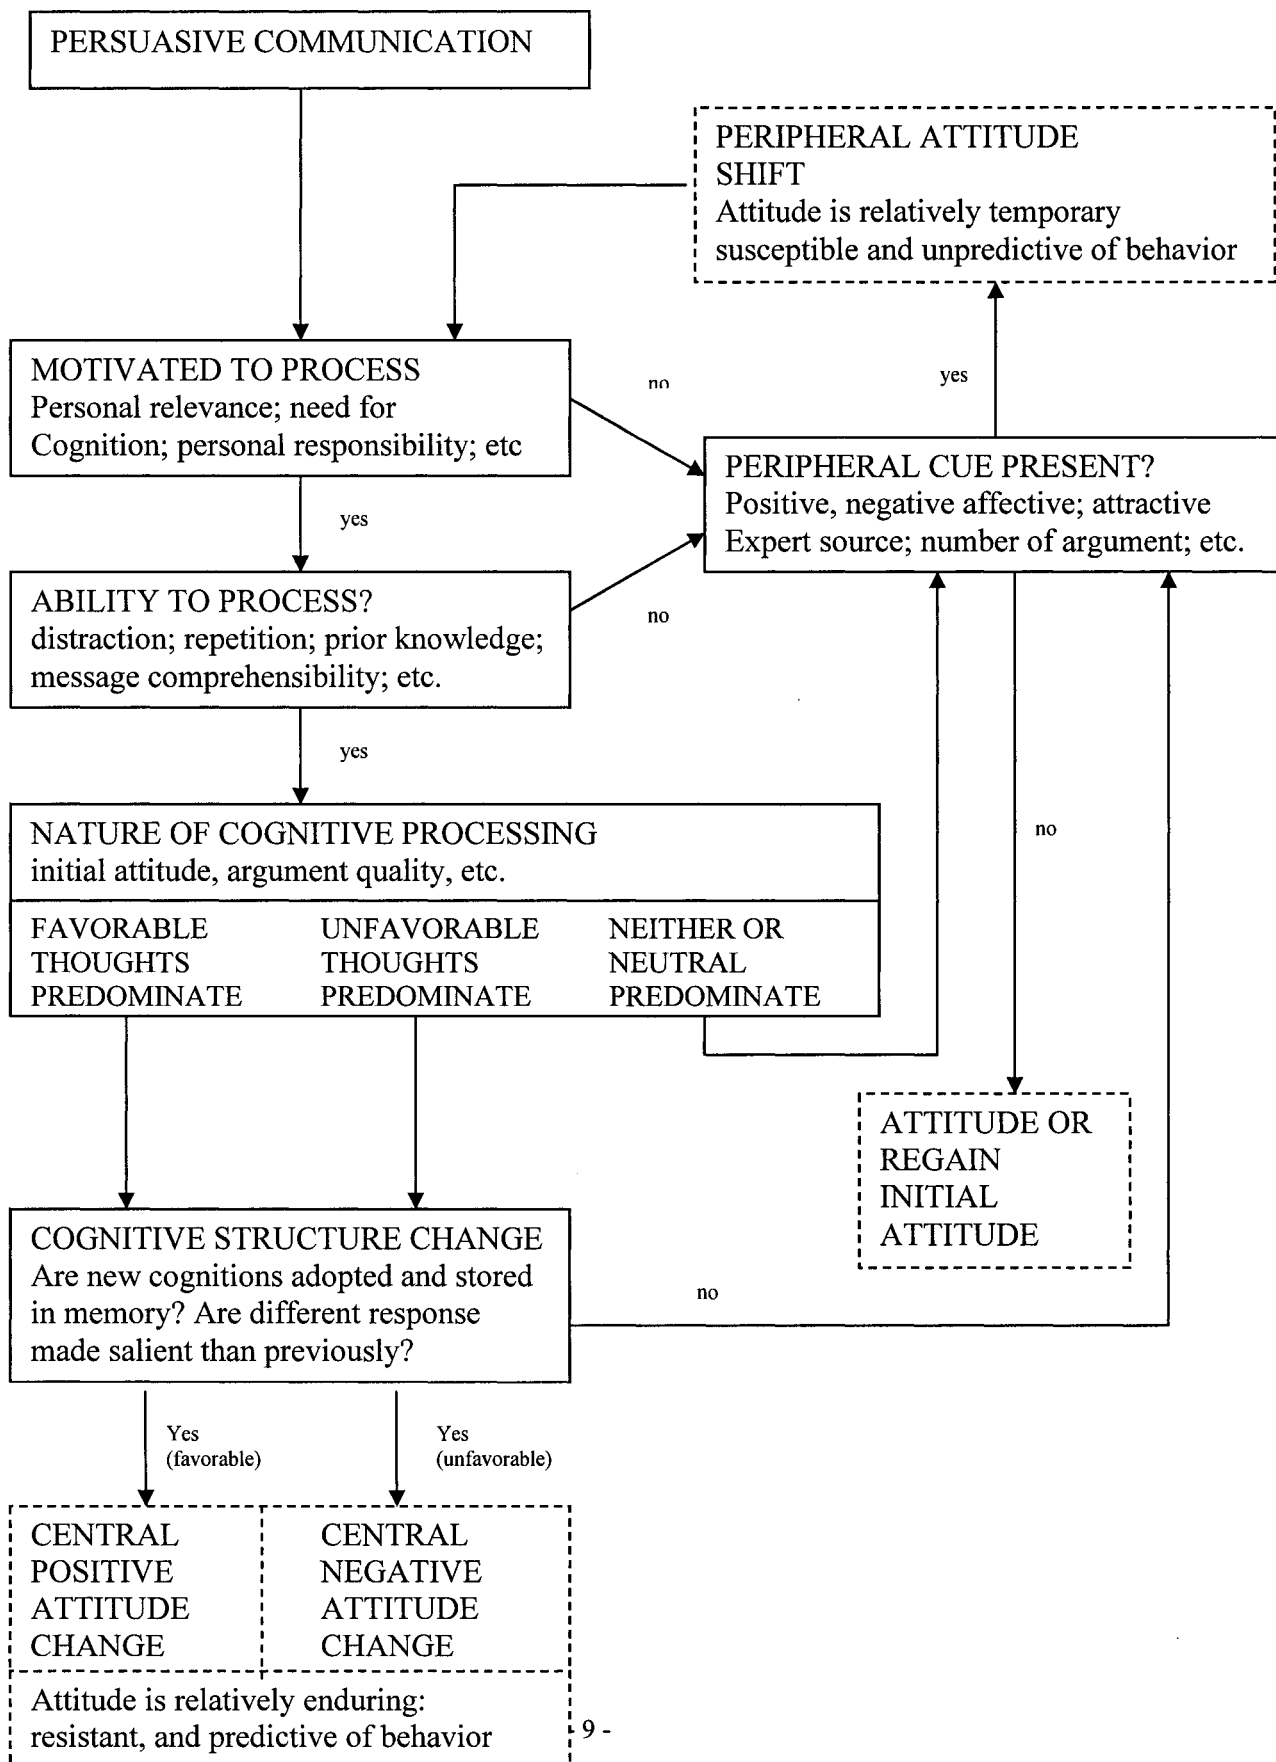 PERSUASIVE COMMUNICATION
PERIPHERAL ATTITUDE
SHIFT
Attitude is relatively temporary
susceptible and unpredictive of behavior
MOTIVATED TO PROCESS
Personal relevance; need for
Cognition; personal responsibility; etc
no
yes
PERIPHERAL CUE PRESENT?
Positive, negative affective; attractive
Expert source; number of argument; etc.
yes
ABILITY TO PROCESS?
distraction; repetition; prior knowledge;
message comprehensibility; etc.
no
yes
NATURE OF COGNITIVE PROCESSING
initial attitude, argument quality, etc.
no
FAVORABLE
THOUGHTS
PREDOMINATE
UNFAVORABLE
THOUGHTS
PREDOMINATE
NEITHER OR
NEUTRAL
PREDOMINATE
ATTITUDE OR
REGAIN
INITIAL
ATTITUDE
COGNITIVE STRUCTURE CHANGE
Are new cognitions adopted and stored
in memory? Are different response
made salient than previously?
no
Yes
(favorable)
Yes
(unfavorable)
CENTRAL
POSITIVE
ATTITUDE
CHANGE
CENTRAL
NEGATIVE
ATTITUDE
CHANGE
Attitude is relatively enduring:
resistant, and predictive of behavior
- 9 -